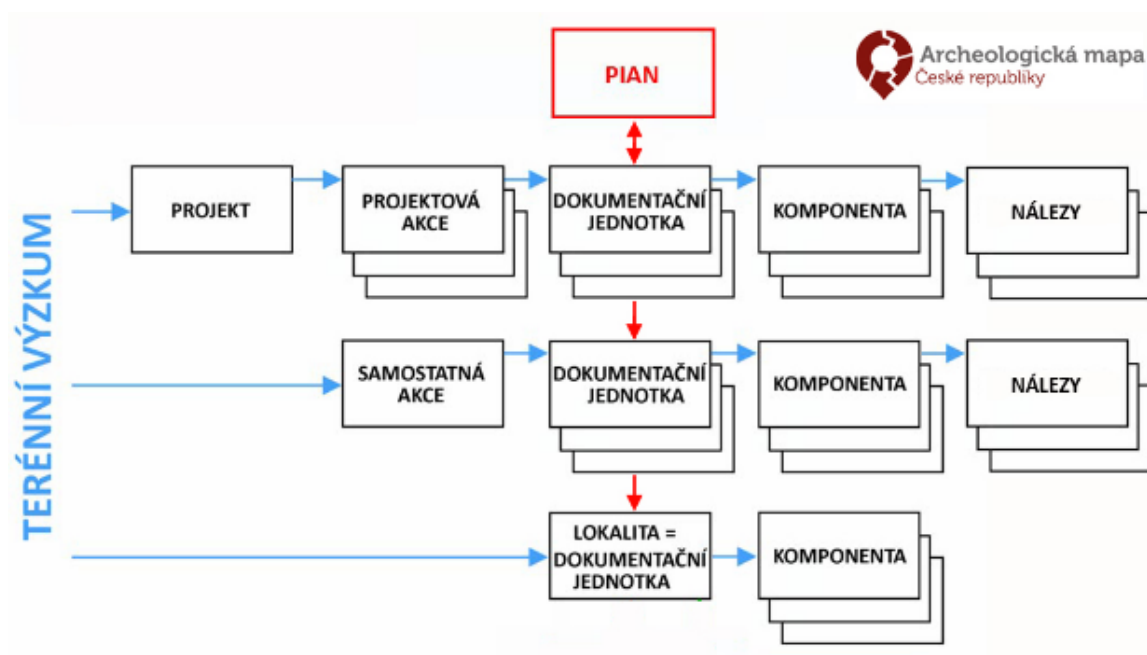 PIAN
Archeologická mapa
České republiky
TERÉNNÍ VÝZKUM
PROJEKT
PROJEKTOVÁ
AKCE
DOKUMENTAČNÍ
JEDNOTKA
KOMPONENTA
NÁLEZY
SAMOSTATNÁ
AKCE
DOKUMENTAČNÍ
JEDNOTKA
KOMPONENTA
NÁLEZY
LOKALITA =
DOKUMENTAČNÍ
JEDNOTKA
KOMPONENTA